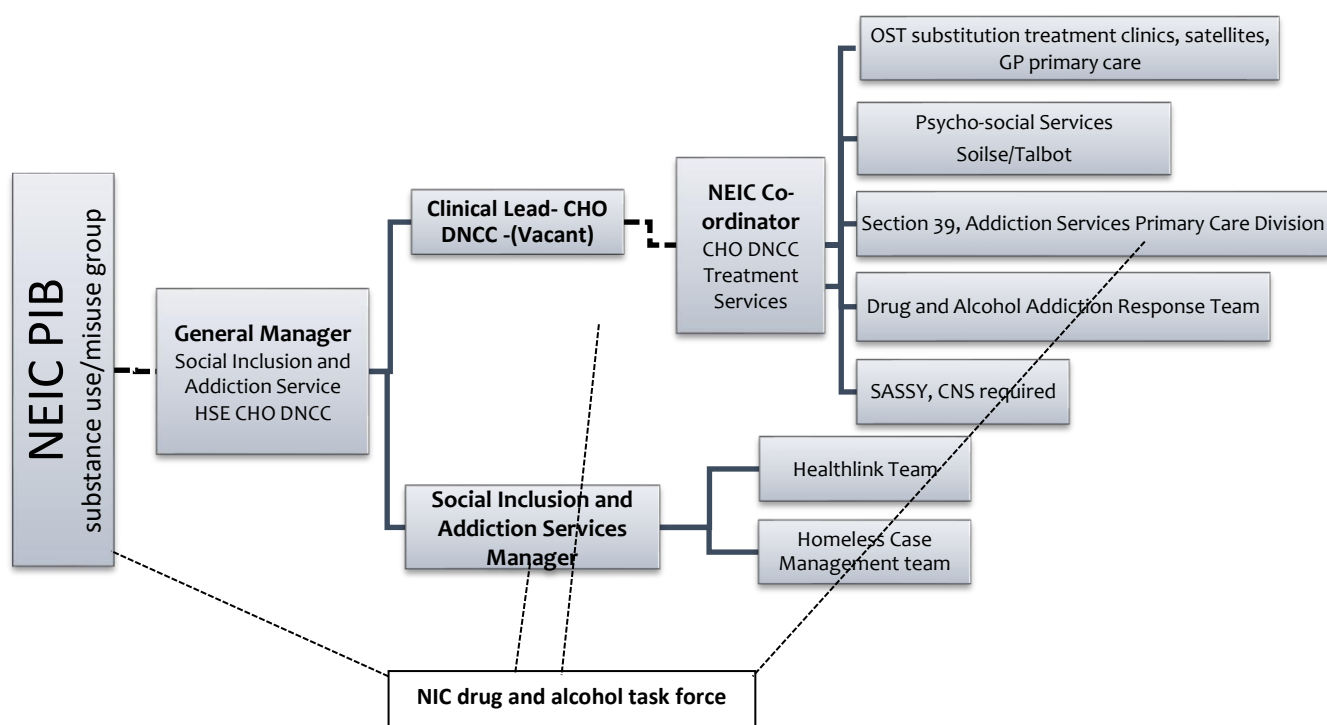 NEIC PIB
substance use/misuse group
General Manager
Social Inclusion and
Addiction Service
HSE CHO DNCC
Clinical Lead- CHO
DNCC -(Vacant)
Social Inclusion and
Addiction Services
Manager
NEIC Co-
ordinator
CHO DNCC
Treatment
Services
OST substitution treatment clinics, satellites,
GP primary care
Psycho-social Services
Soilse/Talbot
Section 39, Addiction Services Primary Care Division
Drug and Alcohol Addiction Response Team
SASSY, CNS required
Healthlink Team
Homeless Case
Management team
NIC drug and alcohol task force